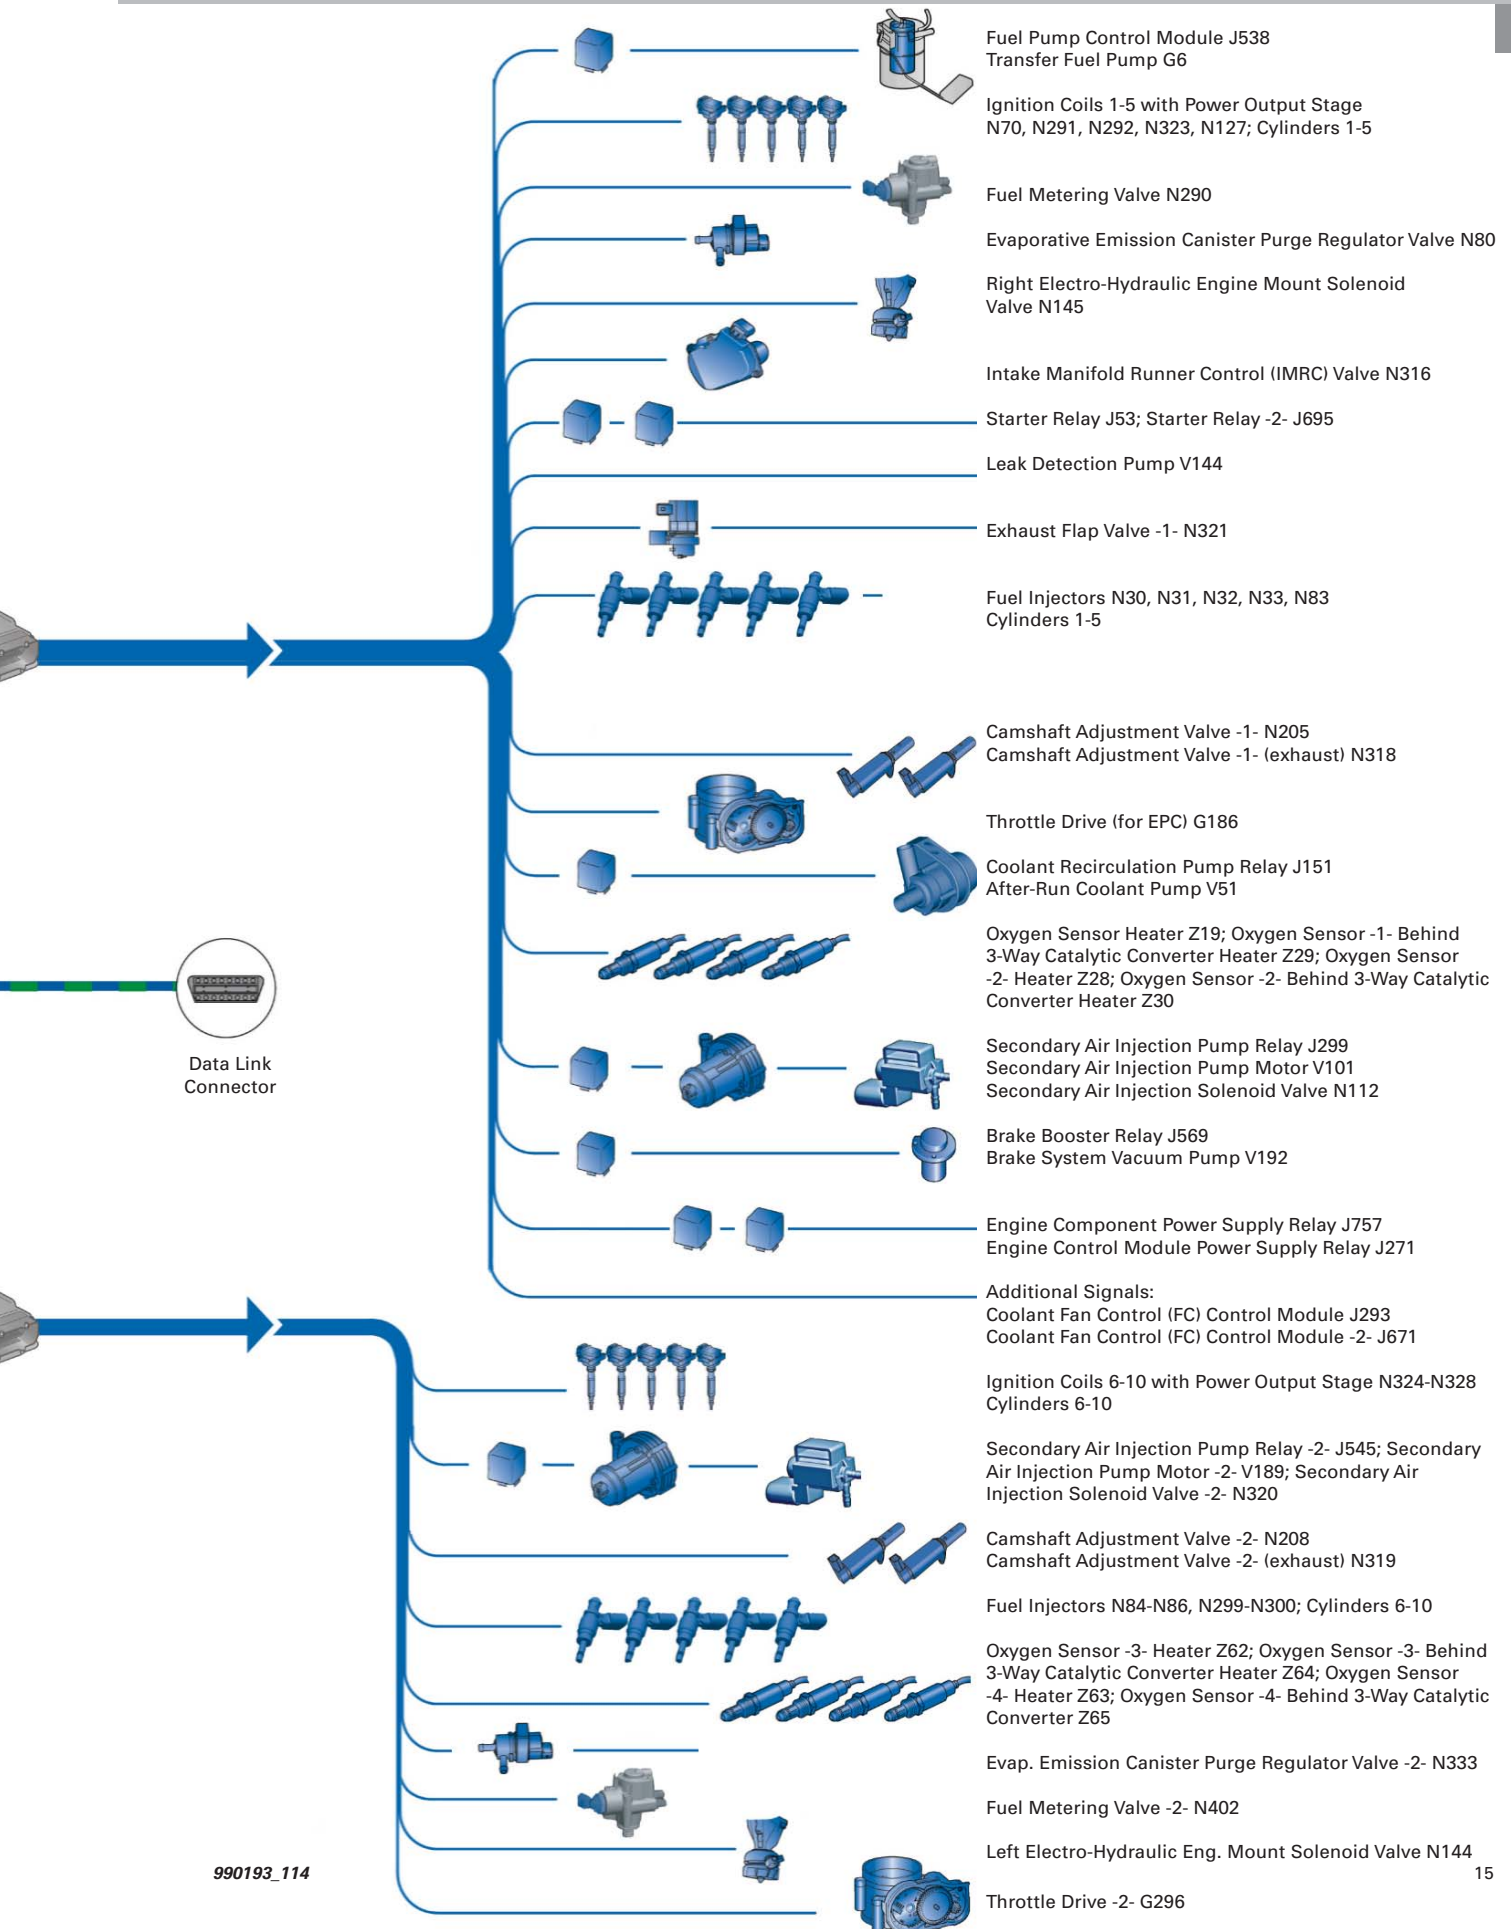 Fuel Pump Control Module J538
Transfer Fuel Pump G6
Ignition Coils 1-5 with Power Output Stage
N70, N291, N292, N323, N127; Cylinders 1-5
Fuel Metering Valve N290
Evaporative Emission Canister Purge Regulator Valve N80
Right Electro-Hydraulic Engine Mount Solenoid
Valve N145
Intake Manifold Runner Control (IMRC) Valve N316
Starter Relay J53; Starter Relay -2- J695
Leak Detection Pump V144
Exhaust Flap Valve -1- N321
Fuel Injectors N30, N31, N32, N33, N83
Cylinders 1-5
Camshaft Adjustment Valve -1- N205
Camshaft Adjustment Valve -1- (exhaust) N318
Throttle Drive (for EPC) G186
Coolant Recirculation Pump Relay J151
After-Run Coolant Pump V51
Oxygen Sensor Heater Z19; Oxygen Sensor -1- Behind
3-Way Catalytic Converter Heater Z29; Oxygen Sensor
-2- Heater Z28; Oxygen Sensor -2- Behind 3-Way Catalytic
Converter Heater Z30
Data Link
Connector
Secondary Air Injection Pump Relay J299
Secondary Air Injection Pump Motor V101
Secondary Air Injection Solenoid Valve N112
Brake Booster Relay J569
Brake System Vacuum Pump V192
Engine Component Power Supply Relay J757
Engine Control Module Power Supply Relay J271
Additional Signals:
Coolant Fan Control (FC) Control Module J293
Coolant Fan Control (FC) Control Module -2- J671
Ignition Coils 6-10 with Power Output Stage N324-N328
Cylinders 6-10
Secondary Air Injection Pump Relay -2- J545; Secondary
Air Injection Pump Motor -2- V189; Secondary Air
Injection Solenoid Valve -2- N320
Camshaft Adjustment Valve -2- N208
Camshaft Adjustment Valve -2- (exhaust) N319
Fuel Injectors N84-N86, N299-N300; Cylinders 6-10
Oxygen Sensor -3- Heater Z62; Oxygen Sensor -3- Behind
3-Way Catalytic Converter Heater Z64; Oxygen Sensor
-4- Heater Z63; Oxygen Sensor -4- Behind 3-Way Catalytic
Converter Z65
Evap. Emission Canister Purge Regulator Valve -2- N333
Fuel Metering Valve -2- N402
Left Electro-Hydraulic Eng. Mount Solenoid Valve N144
990193_114
15
Throttle Drive -2- G296